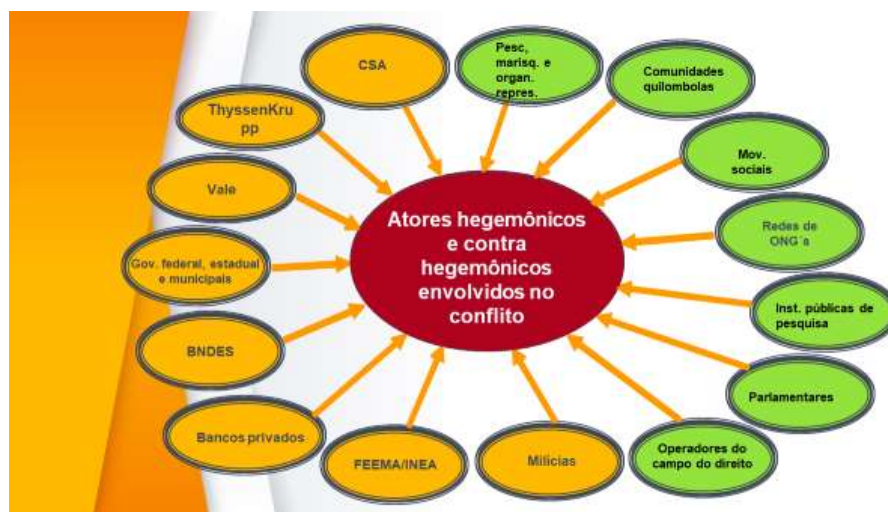 CSA
Pesc,
marisq. e
organ.
repres.
Comunidades
quilombolas
ThyssenKru
pp
Mov.
sociais
Vale
Atores hegemônicos
e contra
hegemônicos
envolvidos no
conflito
Redes de
ONG´s
Gov. federal, estadual
e municipais
Inst. públicas de
pesquisa
BNDES
Parlamentares
Bancos privados
FEEMA/INEA
Milícias
Operadores do
campo do direito